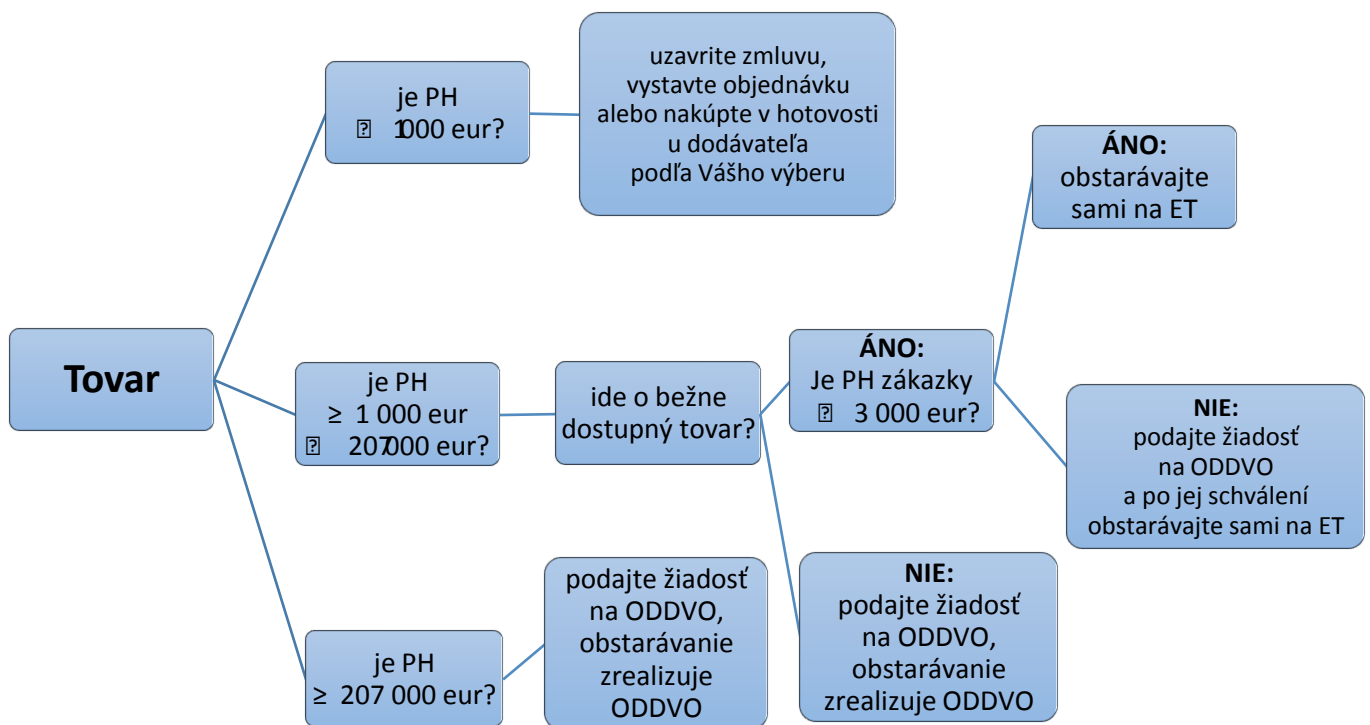 je PH
⍰ 1000 eur?
uzavrite zmluvu,
vystavte objednávku
alebo nakúpte v hotovosti
u dodávateľa
podľa Vášho výberu
ÁNO:
obstarávajte
sami na ET
Tovar
je PH
≥ 1 000 eur
⍰ 207000 eur?
ide o bežne
dostupný tovar?
ÁNO:
Je PH zákazky
⍰ 3 000 eur?
NIE:
podajte žiadosť
na ODDVO
a po jej schválení
obstarávajte sami na ET
je PH
≥ 207 000 eur?
podajte žiadosť
na ODDVO,
obstarávanie
zrealizuje
ODDVO
NIE:
podajte žiadosť
na ODDVO,
obstarávanie
zrealizuje ODDVO